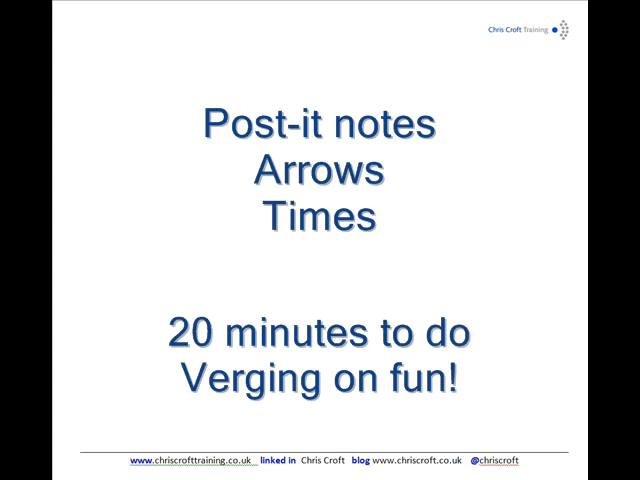 Chris Croft Training
Post-it notes
Arrows
Times
20 minutes to do
Verging on fun!
www.chriscrofttraining.co.uk linked in Chris Croft blog www.chriscroft.co.uk @chriscroft